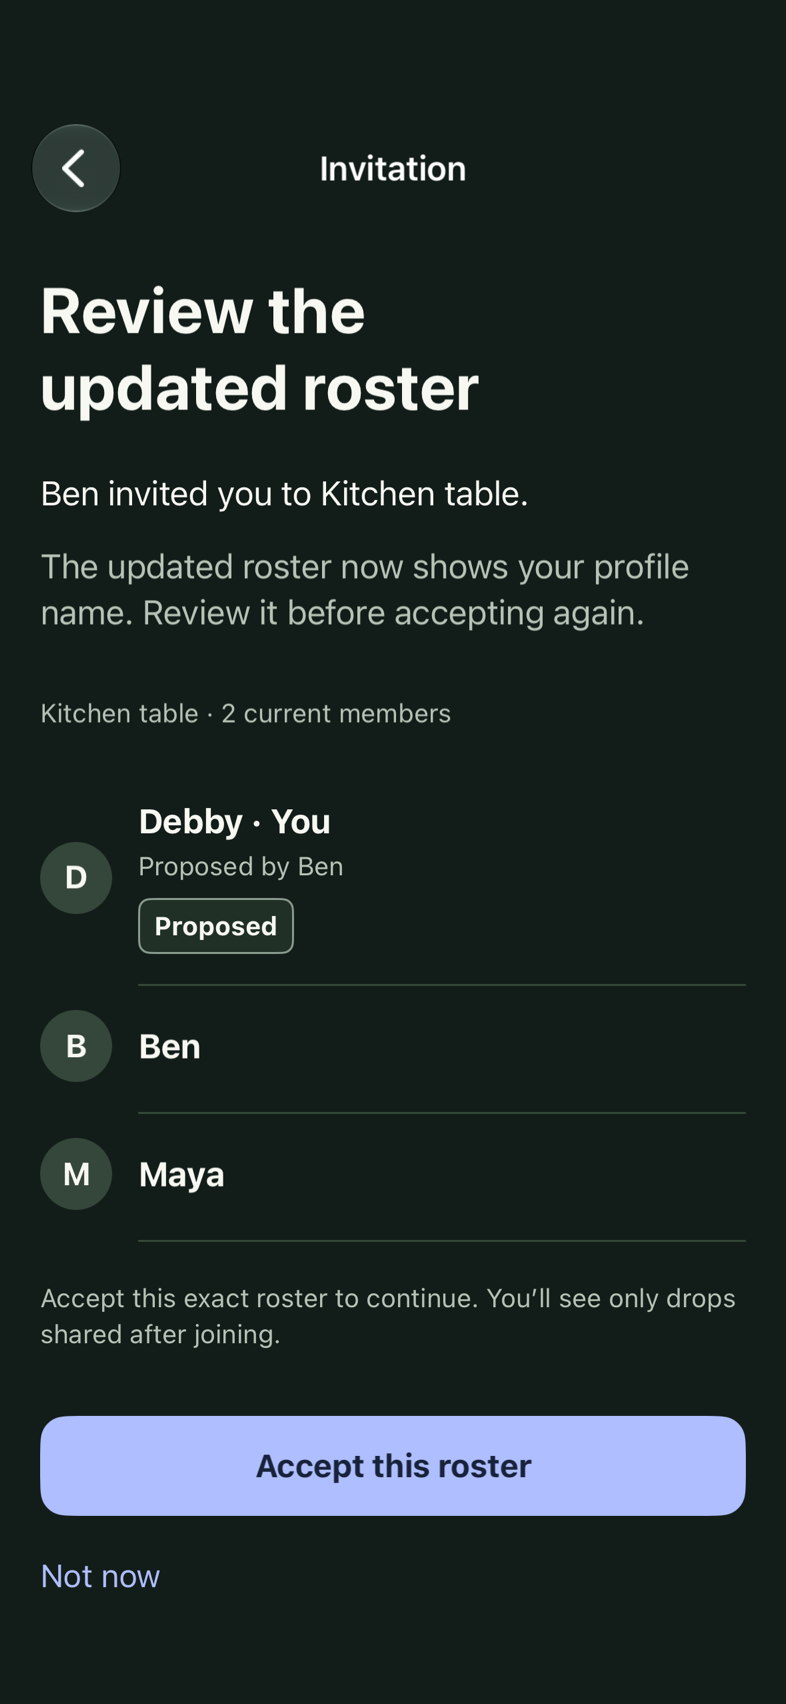 Invitation
Review the
updated roster
Ben invited you to Kitchen table.
The updated roster now shows your profile
name. Review it before accepting again.
Kitchen table · 2 current members
D
Debby · You
Proposed by Ben
Proposed
B
Ben
M
Maya
Accept this exact roster to continue. You’ll see only drops
shared after joining.
Accept this roster
Not now